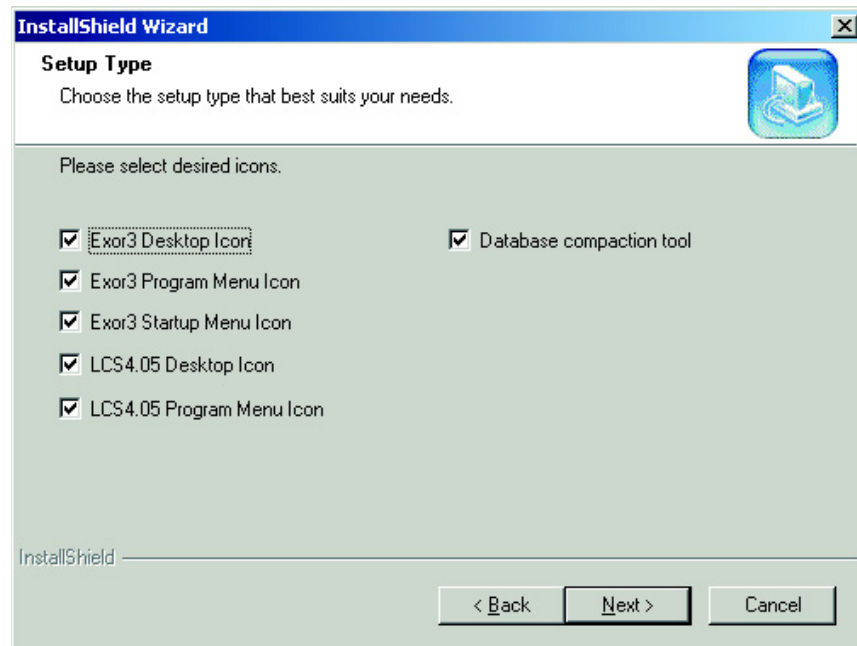 InstallShield Wizard
Setup Type
Choose the setup type that best suits your needs.
Please select desired icons.
Exor3 Desktop Icon
Database compaction tool
Exor3 Program Menu Icon
Exor3 Startup Menu Icon
LCS4.05 Desktop Icon
LCS4.05 Program Menu Icon
InstallShield
< Back
Next >
Cancel